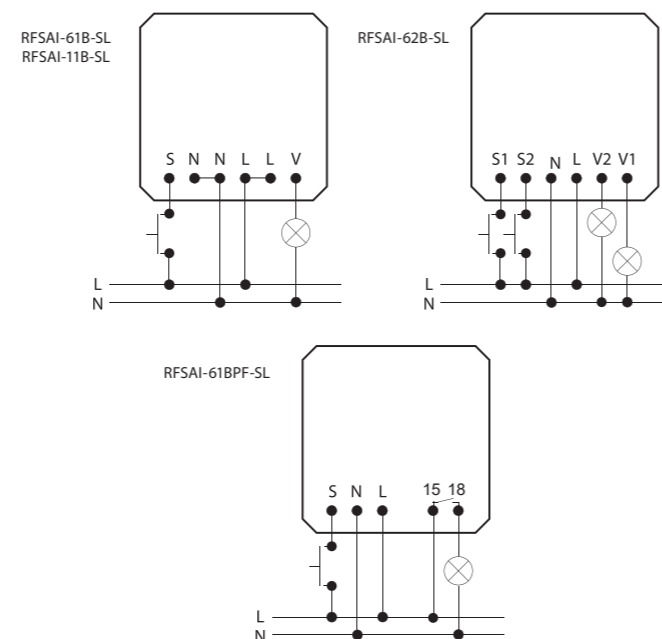 RFSAI-61B-SL
RFSAI-11B-SL
S N N L L V
L
N
RFSAI-62B-SL
S1 S2 N L V2 V1
L
N
RFSAI-61BPF-SL
S N L 15 18
L
N